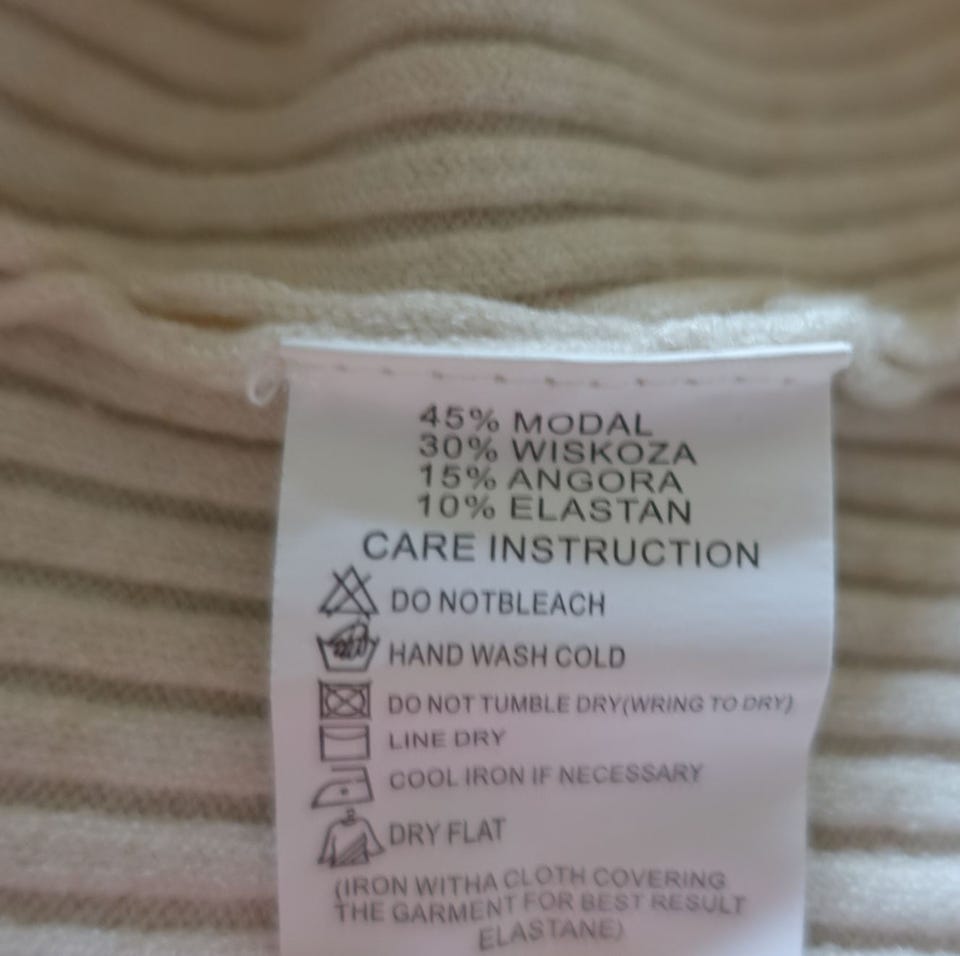 45% MODAL
30% WISKOZA
15% ANGORA
10% ELASTAN
CARE INSTRUCTION
DO NOTBLEACH
HAND WASH COLD
DO NOT TUMBLE DRY(WRING TO DRY)
LINE DRY
COOL IRON IF NECESSARY
DRY FLAT
(IRON WITHA CLOTH COVERING
THE GARMENT FOR BEST RESULT
ELASTANE)